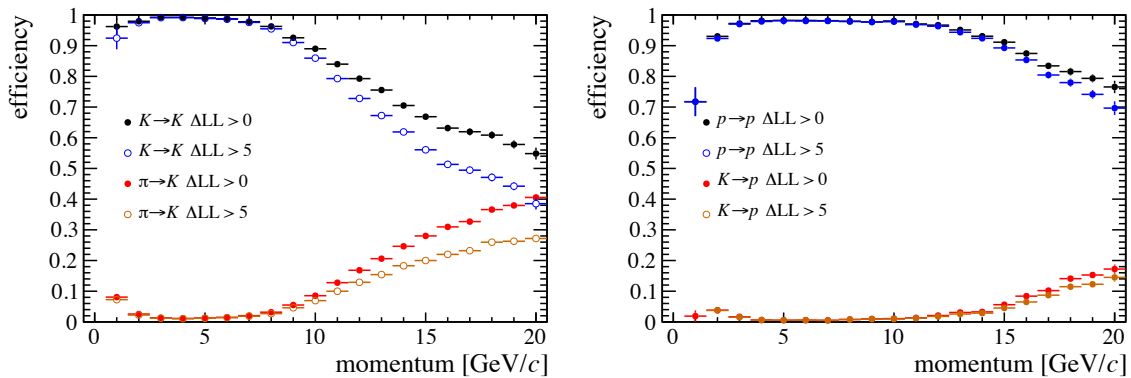 efficiency
1
0.9
0.8
0.7
0.6
0.5
0.4
0.3
0.2
0.1
0
K→K ΔLL > 0
K→K ΔLL > 5
π→K ΔLL > 0
π→K ΔLL > 5
0 5 10 15 20
momentum [GeV/c]
efficiency
1
0.9
0.8
0.7
0.6
0.5
0.4
0.3
0.2
0.1
0
p→p ΔLL > 0
p→p ΔLL > 5
K→p ΔLL > 0
K→p ΔLL > 5
0 5 10 15 20
momentum [GeV/c]